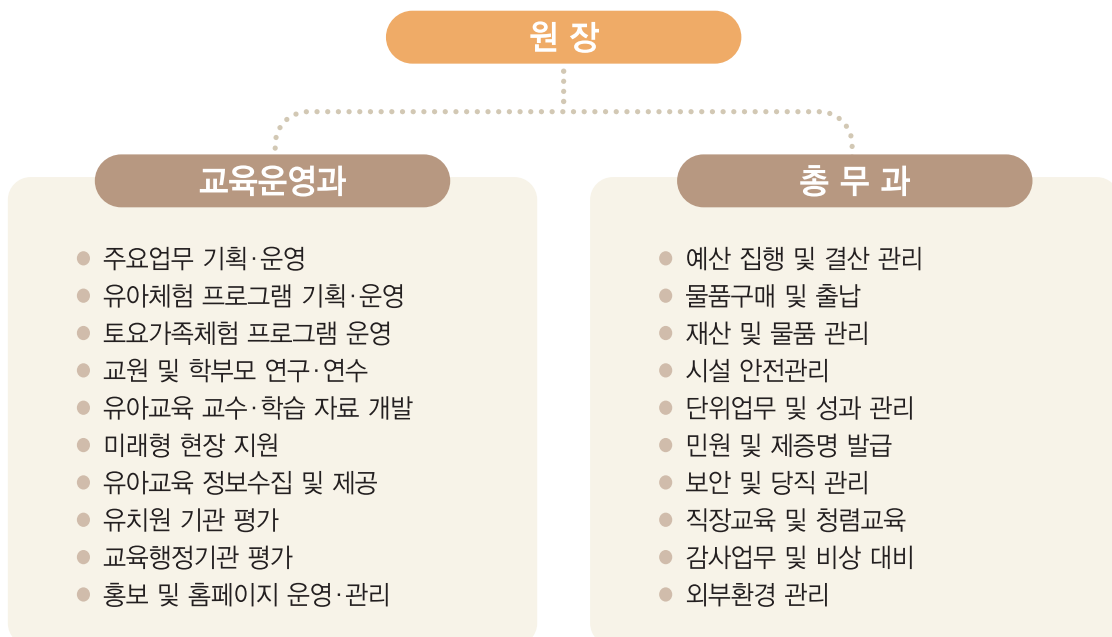 원 장
교육운영과
주요업무 기획·운영
유아체험 프로그램 기획·운영
토요가족체험 프로그램 운영
교원 및 학부모 연구·연수
유아교육 교수·학습 자료 개발
미래형 현장 지원
유아교육 정보수집 및 제공
유치원 기관 평가
교육행정기관 평가
홍보 및 홈페이지 운영·관리
총 무 과
예산 집행 및 결산 관리
물품구매 및 출납
재산 및 물품 관리
시설 안전관리
단위업무 및 성과 관리
민원 및 제증명 발급
보안 및 당직 관리
직장교육 및 청렴교육
감사업무 및 비상 대비
외부환경 관리